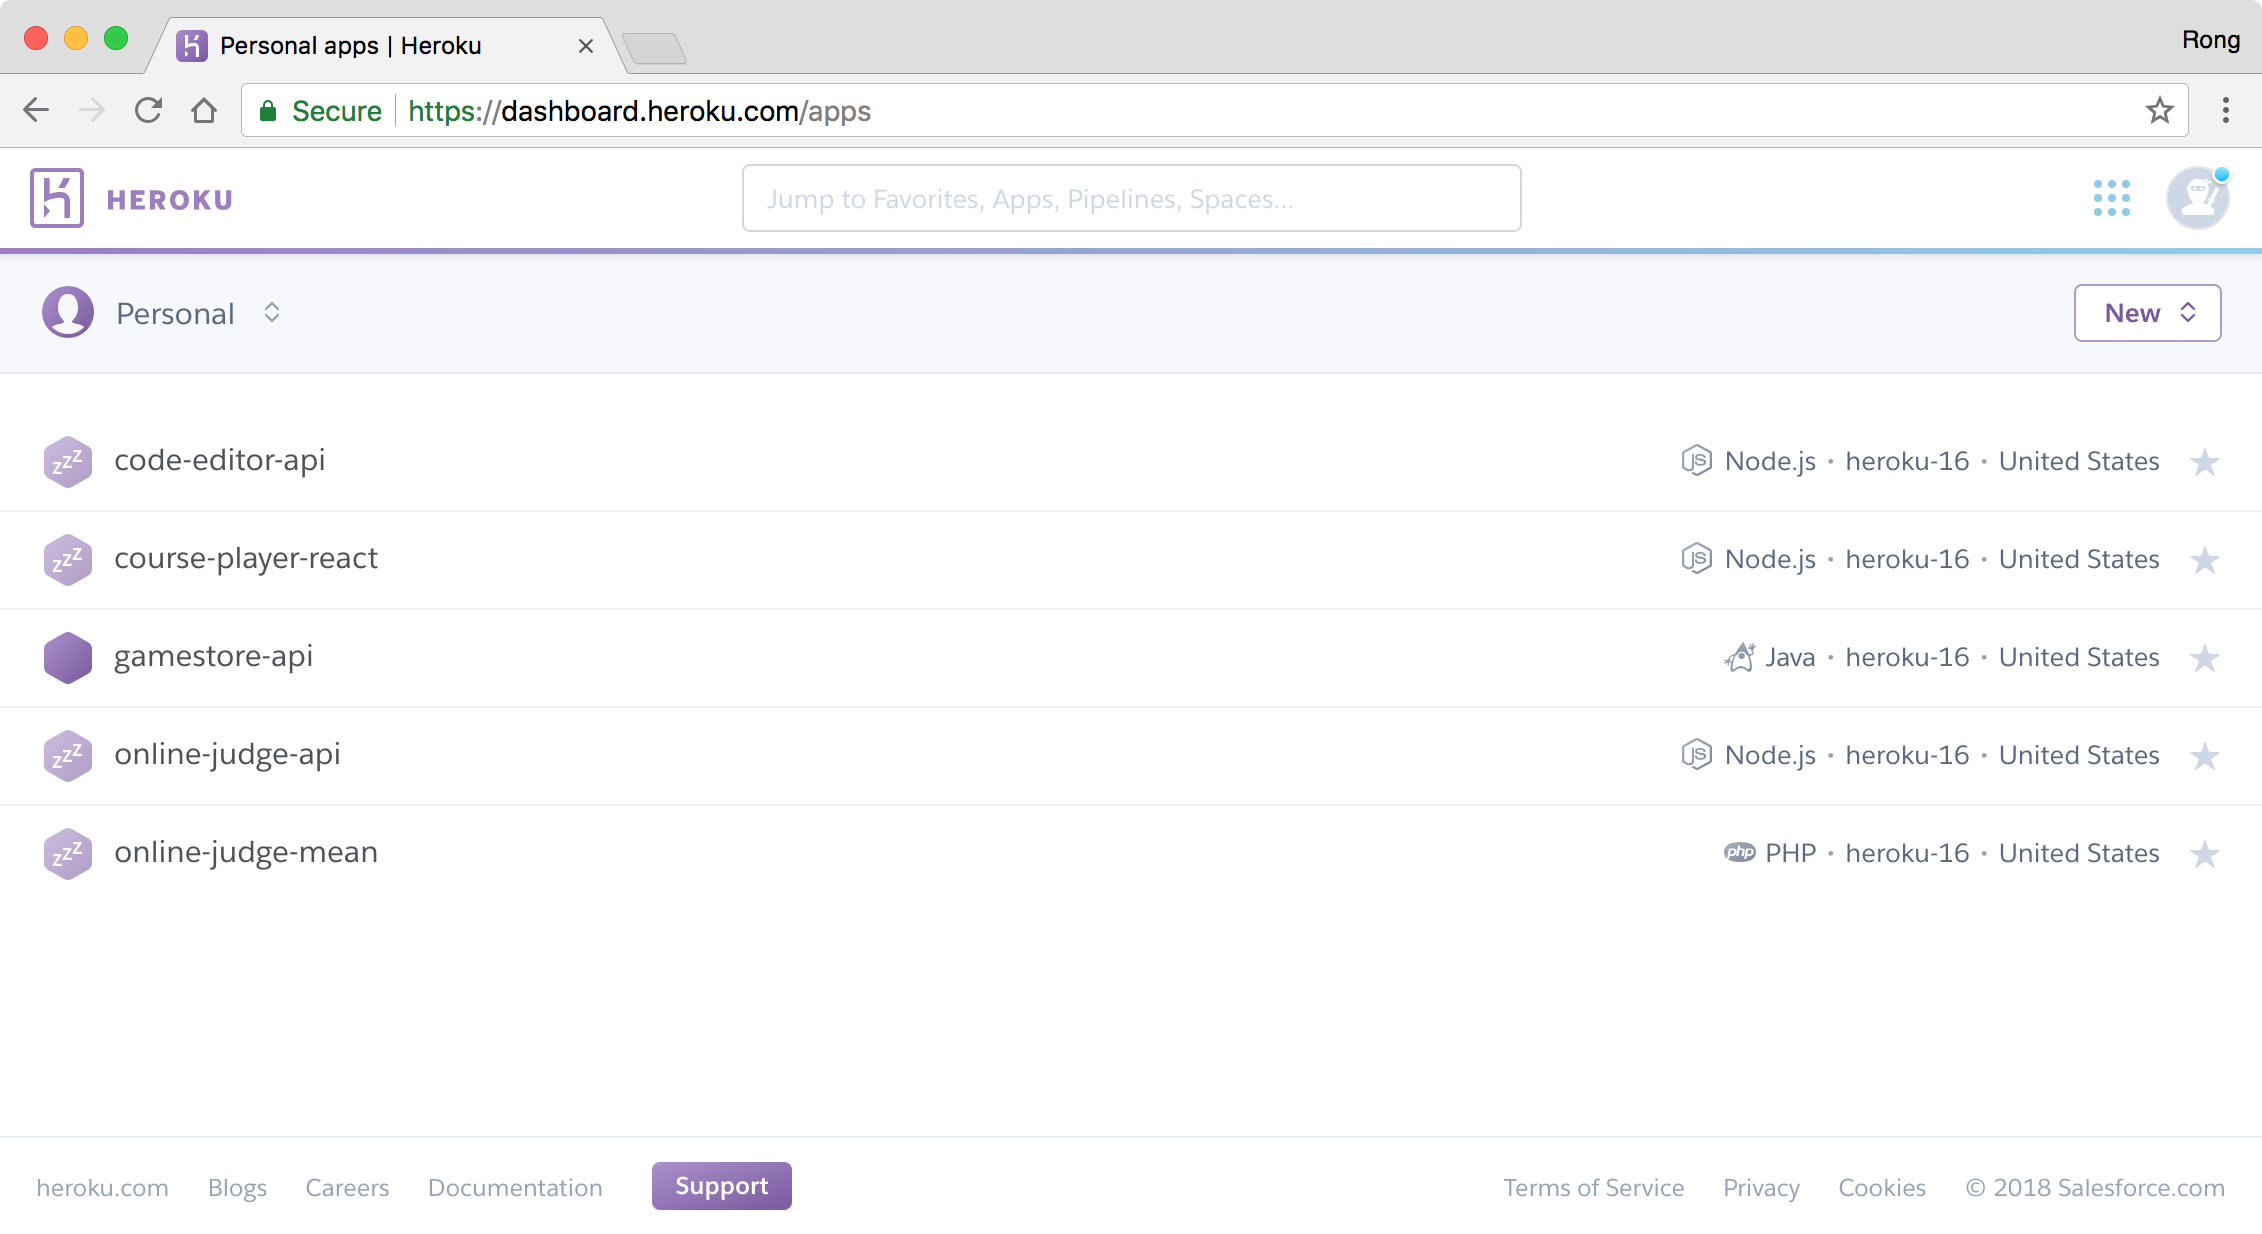 Personal apps | Heroku
Rong
Secure https://dashboard.heroku.com/apps
HEROKU
Jump to Favorites, Apps, Pipelines, Spaces...
Personal
New
code-editor-api
Node.js • heroku-16 • United States
course-player-react
Node.js • heroku-16 • United States
gamestore-api
Java • heroku-16 • United States
online-judge-api
Node.js • heroku-16 • United States
online-judge-mean
php PHP • heroku-16 • United States
heroku.com Blogs Careers Documentation Support
Terms of Service Privacy Cookies © 2018 Salesforce.com